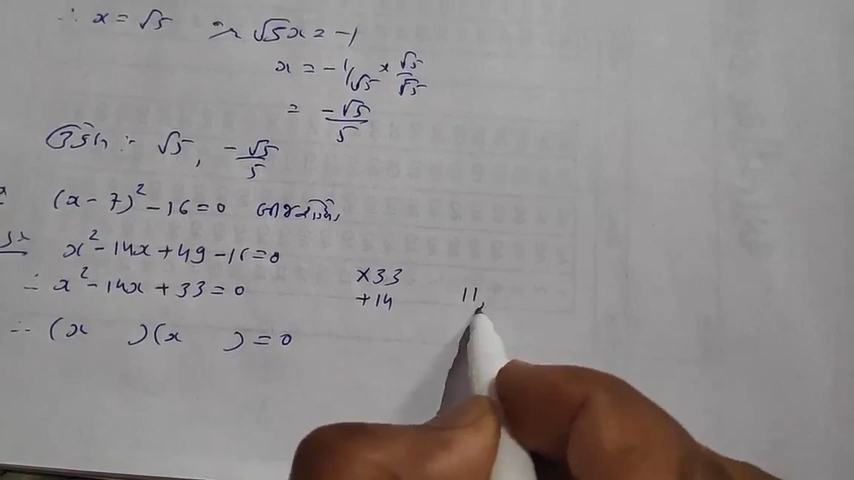 ∴ x = √5 √5x = -1
x = -1/√5 × √5/√5
= -√5/5
:- √5, -√5/5
(x - 7)² - 16 = 0
x² - 14x + 49 - 16 = 0
∴ x² - 14x + 33 = 0 × 33
+ 14 11,
∴ (x )(x ) = 0